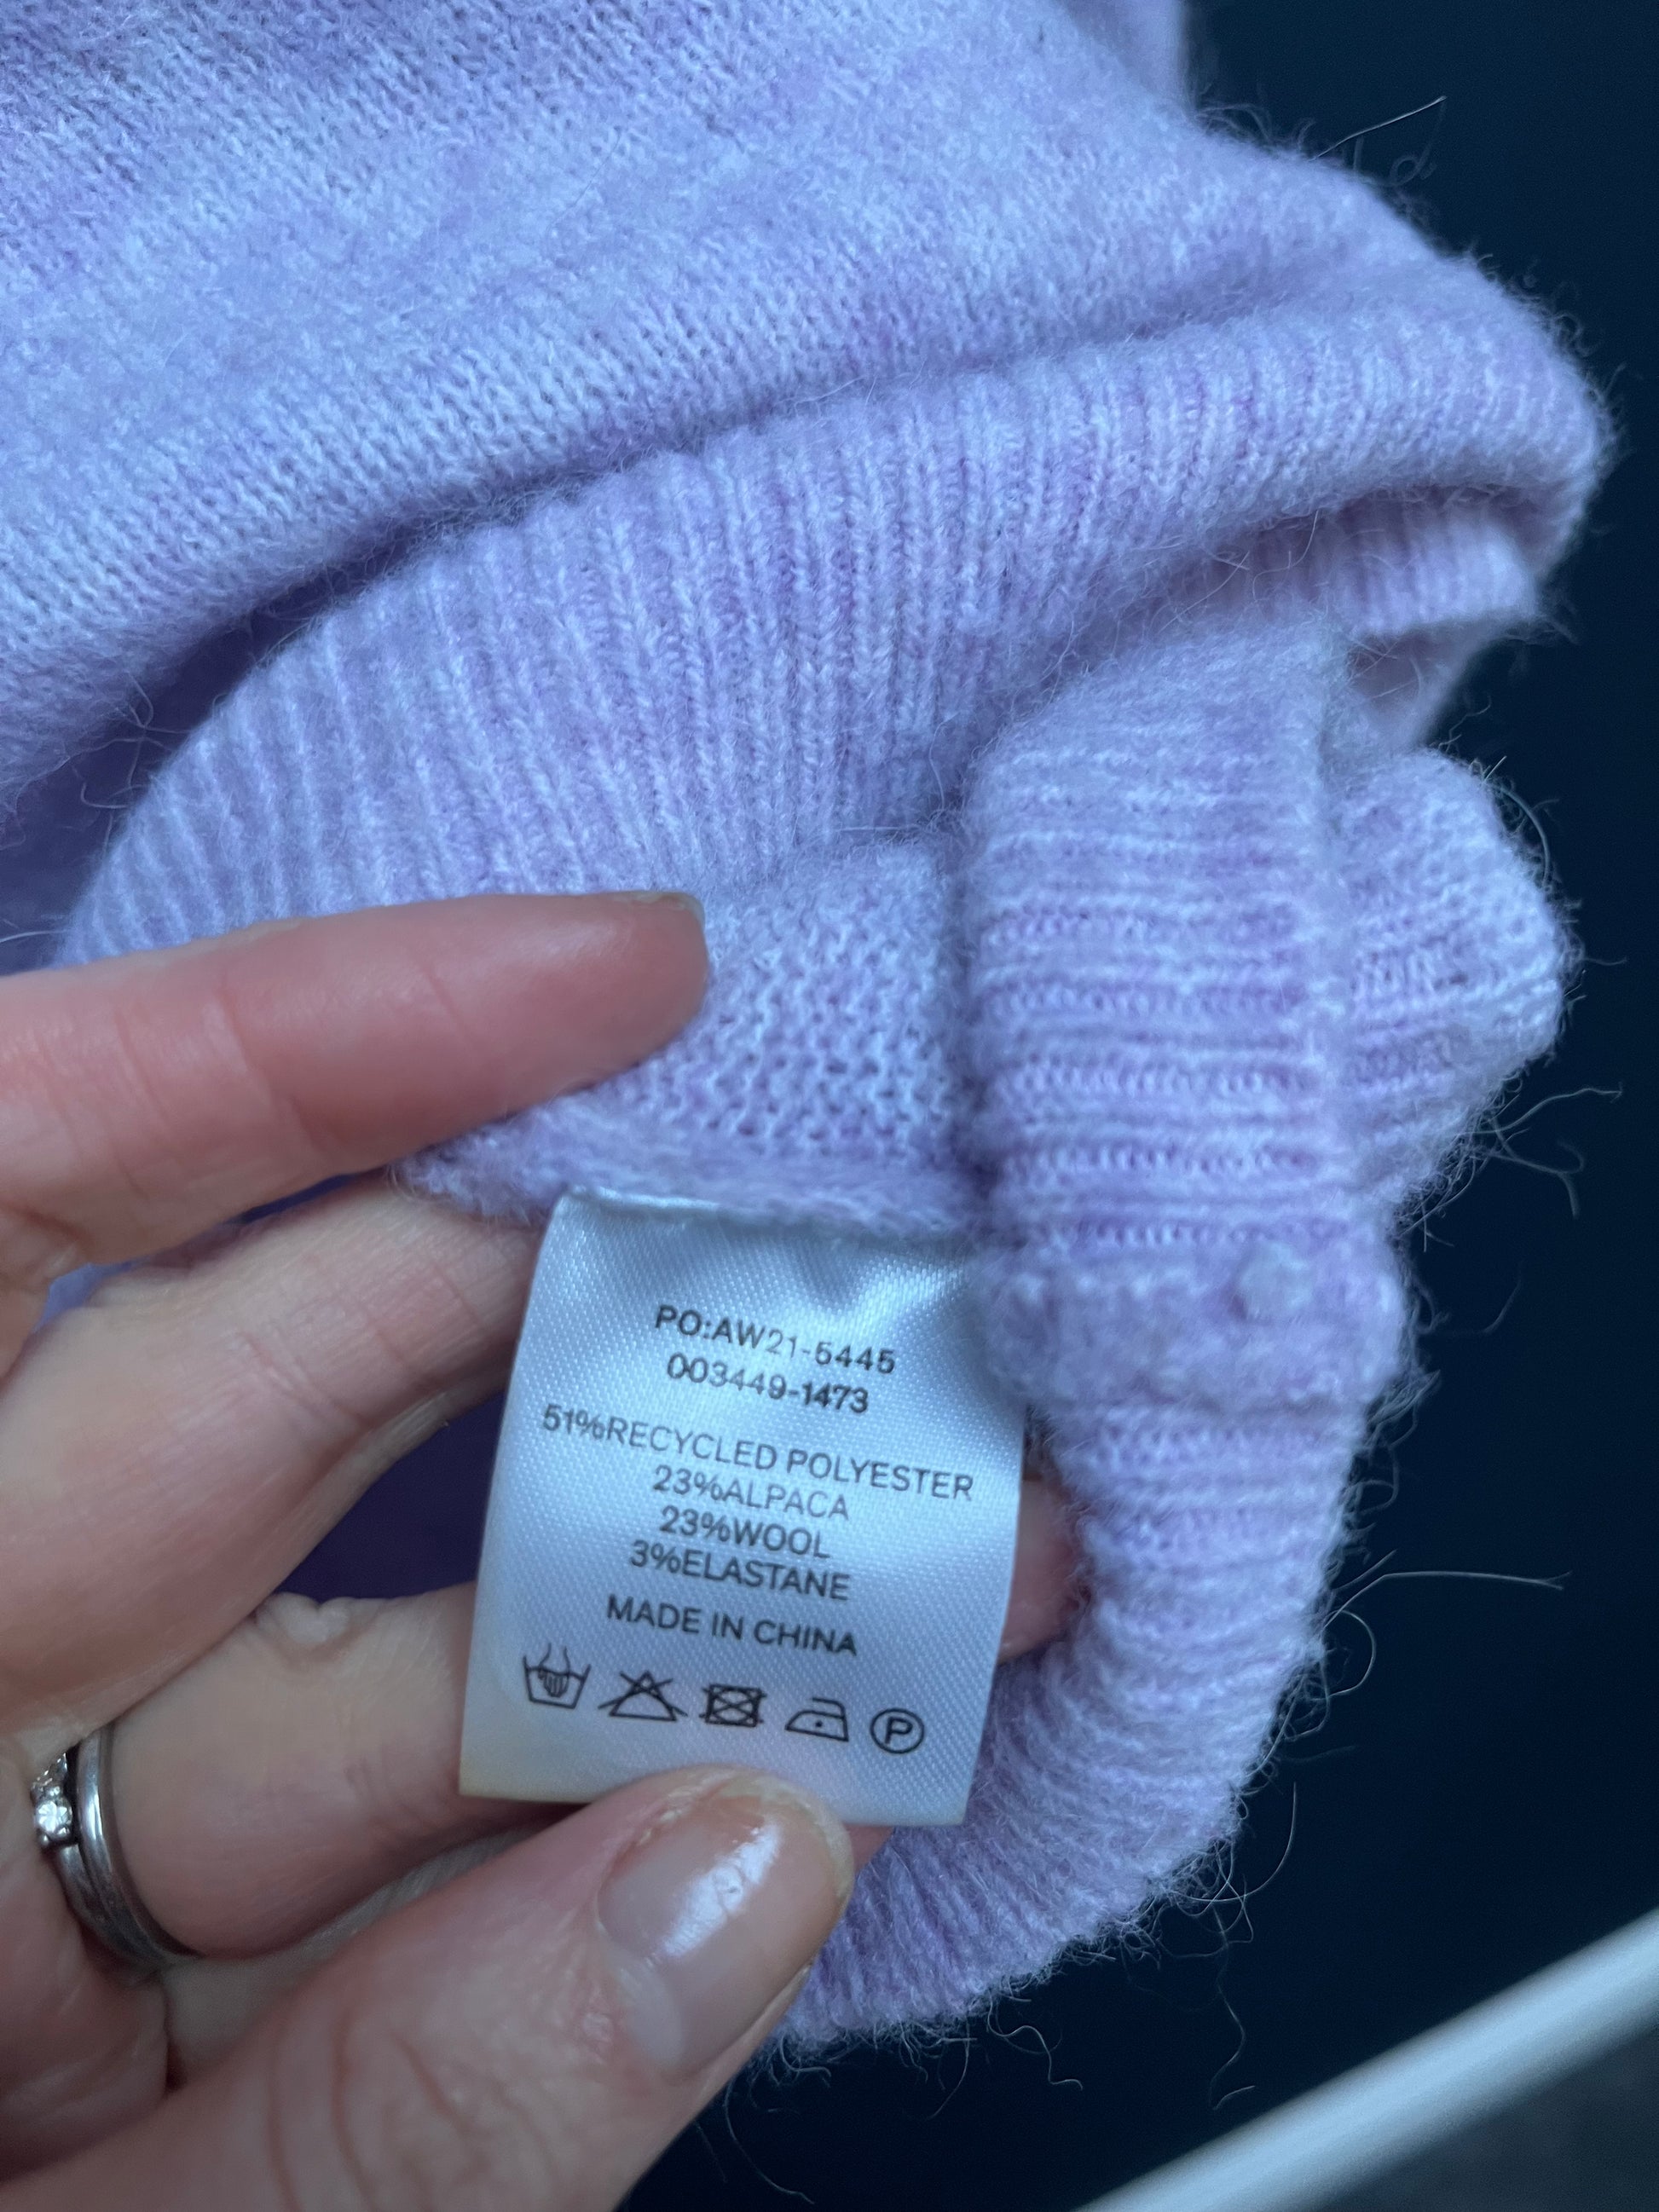 PO:AW21-5445
003449-1473
51%RECYCLED POLYESTER
23%ALPACA
23%WOOL
3%ELASTANE
MADE IN CHINA
P